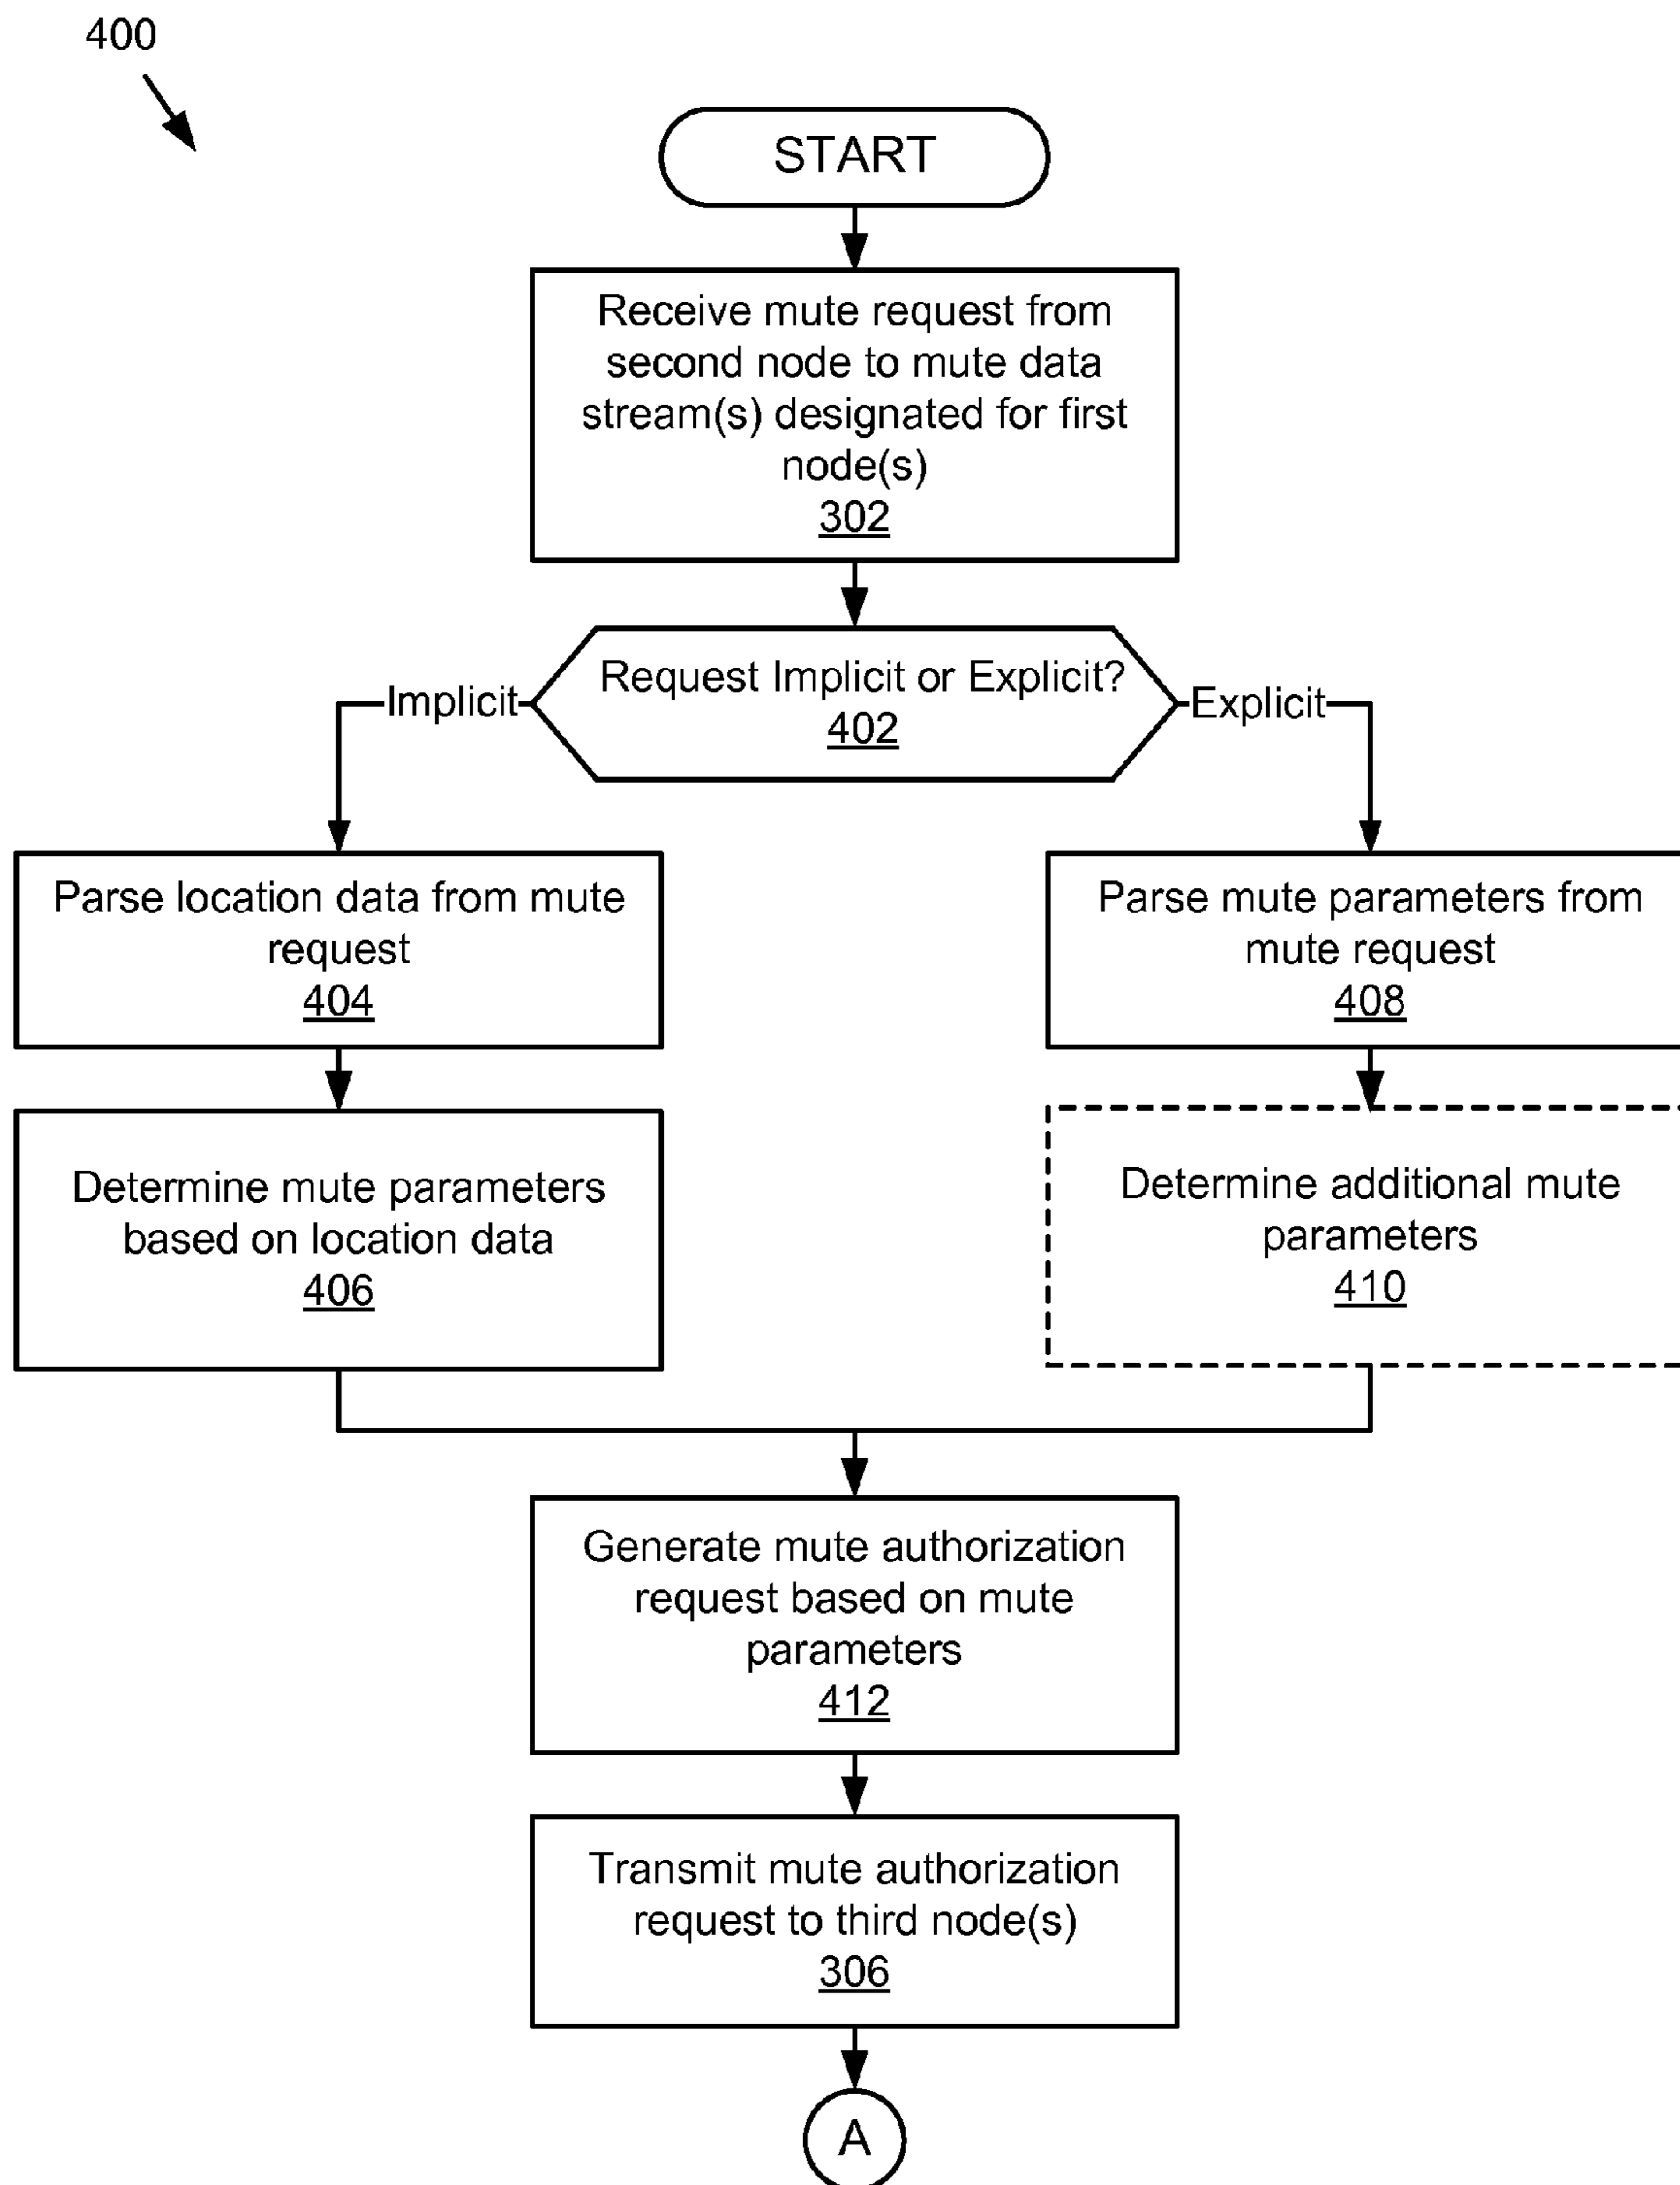 400
START
Receive mute request from
second node to mute data
stream(s) designated for first
node(s)
302
Request Implicit or Explicit?
402
Implicit
Explicit
Parse location data from mute
request
404
Parse mute parameters from
mute request
408
Determine mute parameters
based on location data
406
Determine additional mute
parameters
410
Generate mute authorization
request based on mute
parameters
412
Transmit mute authorization
request to third node(s)
306
A